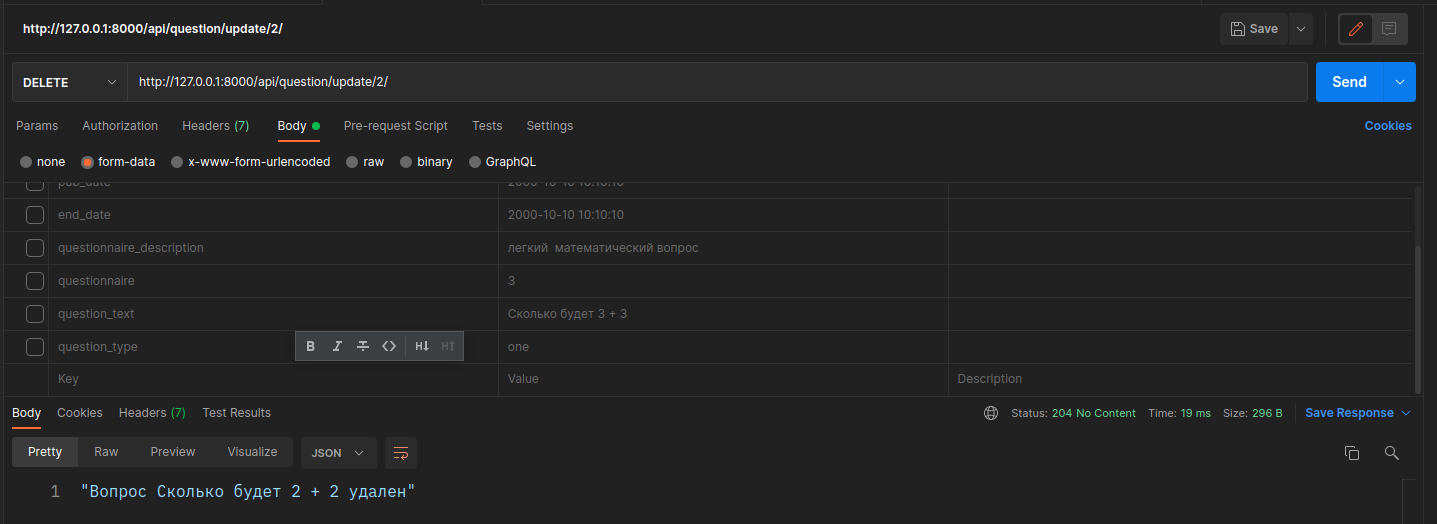 http://127.0.0.1:8000/api/question/update/2/
Save
DELETE
http://127.0.0.1:8000/api/question/update/2/
Send
Params Authorization Headers (7) Body Pre-request Script Tests Settings Cookies
none form-data x-www-form-urlencoded raw binary GraphQL
pub_date 2000-10-10 10:10:10
end_date 2000-10-10 10:10:10
questionnaire_description легкий  математический вопрос
questionnaire 3
question_text Сколько будет 3 + 3
question_type B I T <> H↓ H↑ one
Key Value Description
Body Cookies Headers (7) Test Results Status: 204 No Content Time: 19 ms Size: 296 B Save Response
Pretty Raw Preview Visualize JSON
1 "Вопрос Сколько будет 2 + 2 удален"